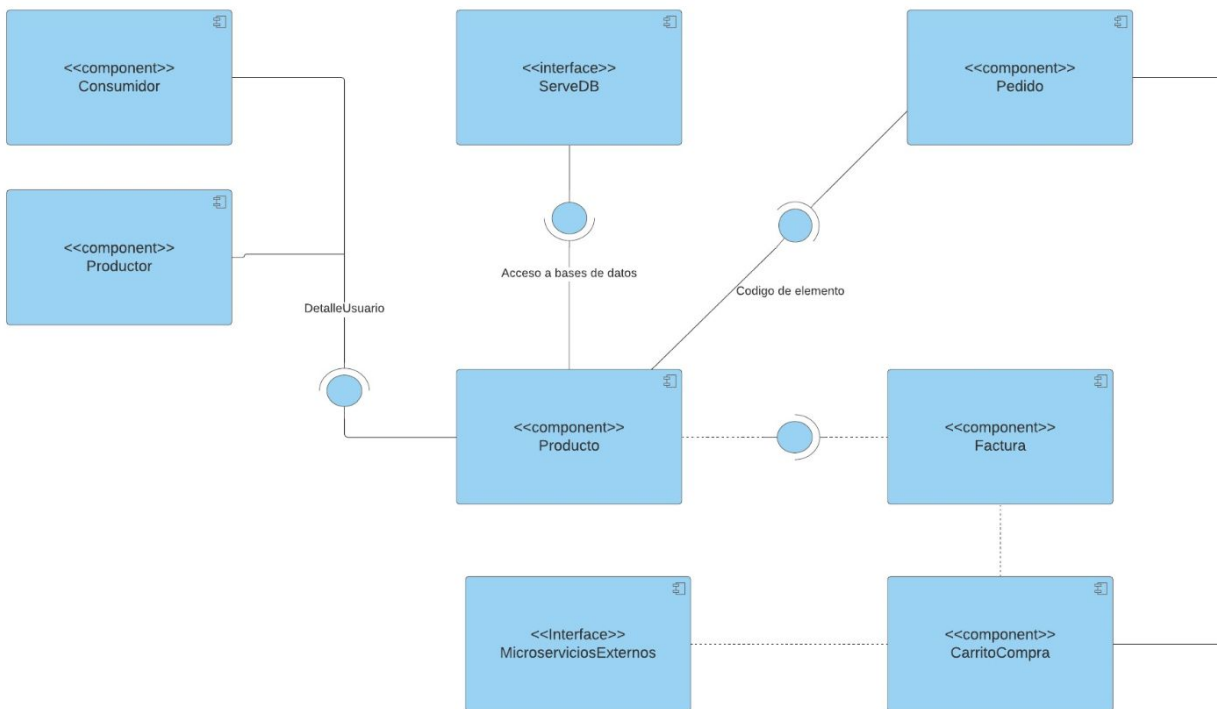 <<component>>
Consumidor
<<interface>>
ServeDB
<<component>>
Pedido
<<component>>
Productor
Acceso a bases de datos
Codigo de elemento
DetalleUsuario
<<component>>
Producto
<<component>>
Factura
<<Interface>>
MicroserviciosExternos
<<component>>
CarritoCompra